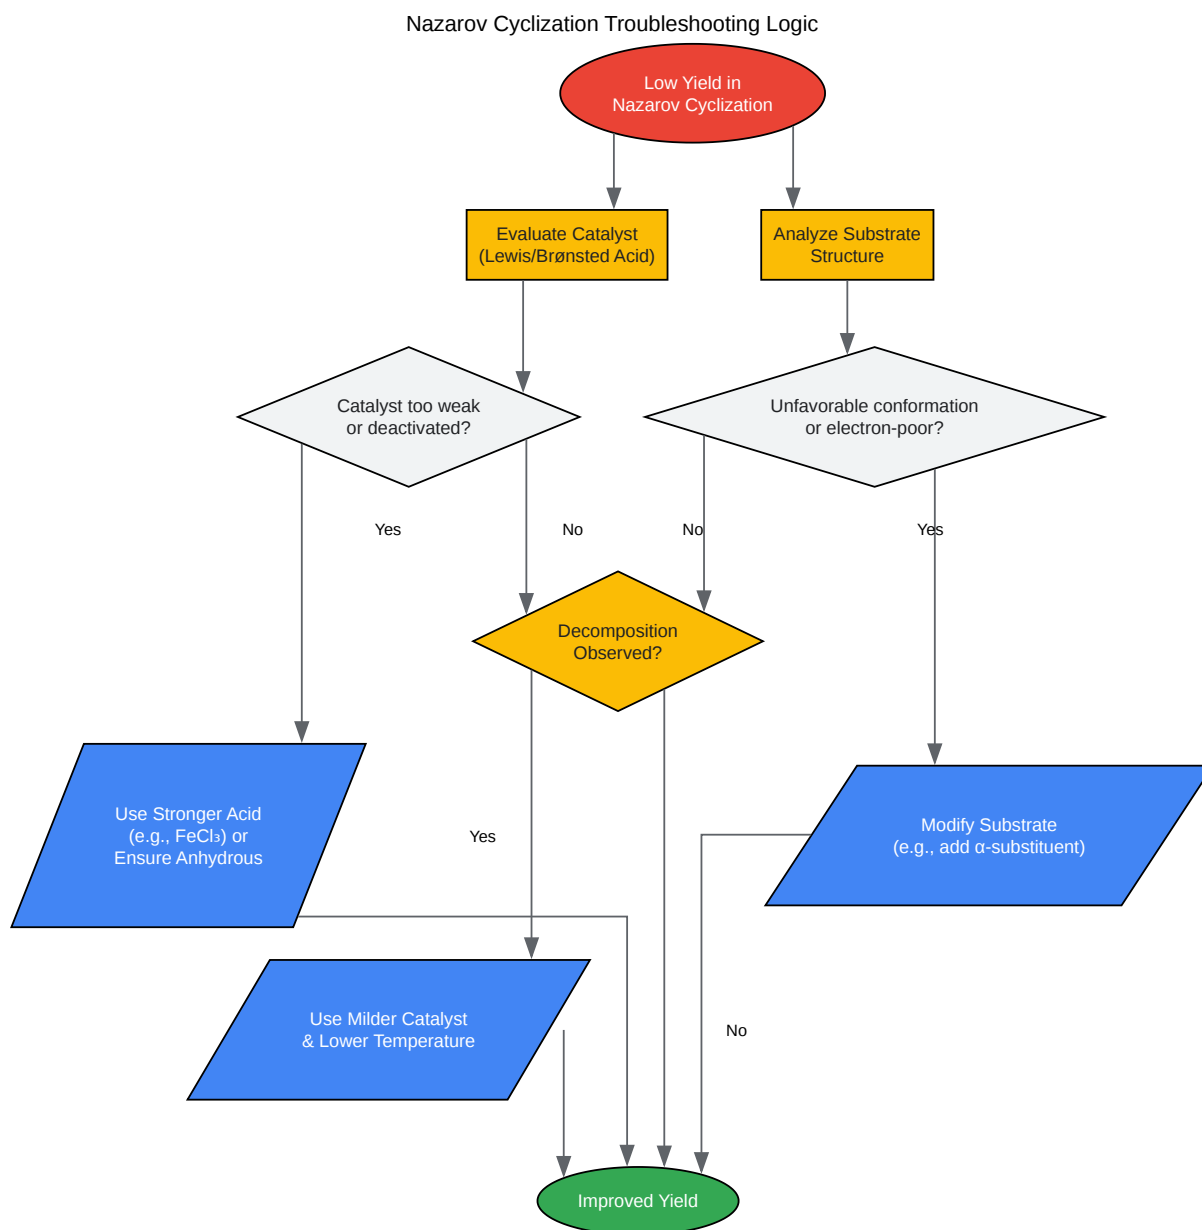 Nazarov Cyclization Troubleshooting Logic
Low Yield in
Nazarov Cyclization
Evaluate Catalyst
(Lewis/Brønsted Acid)
Analyze Substrate
Structure
Catalyst too weak
or deactivated?
Unfavorable conformation
or electron-poor?
Yes
No
No
Yes
Decomposition
Observed?
Use Stronger Acid
(e.g., FeCl₃) or
Ensure Anhydrous
Yes
Modify Substrate
(e.g., add α-substituent)
Use Milder Catalyst
& Lower Temperature
No
Improved Yield